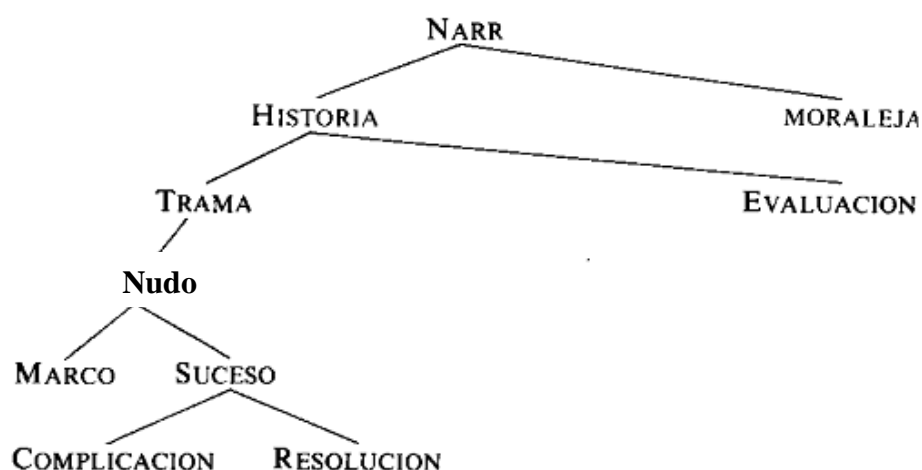 NARR
HISTORIA MORALEJA
TRAMA EVALUACION
Nudo
MARCO SUCESO
COMPLICACION RESOLUCION